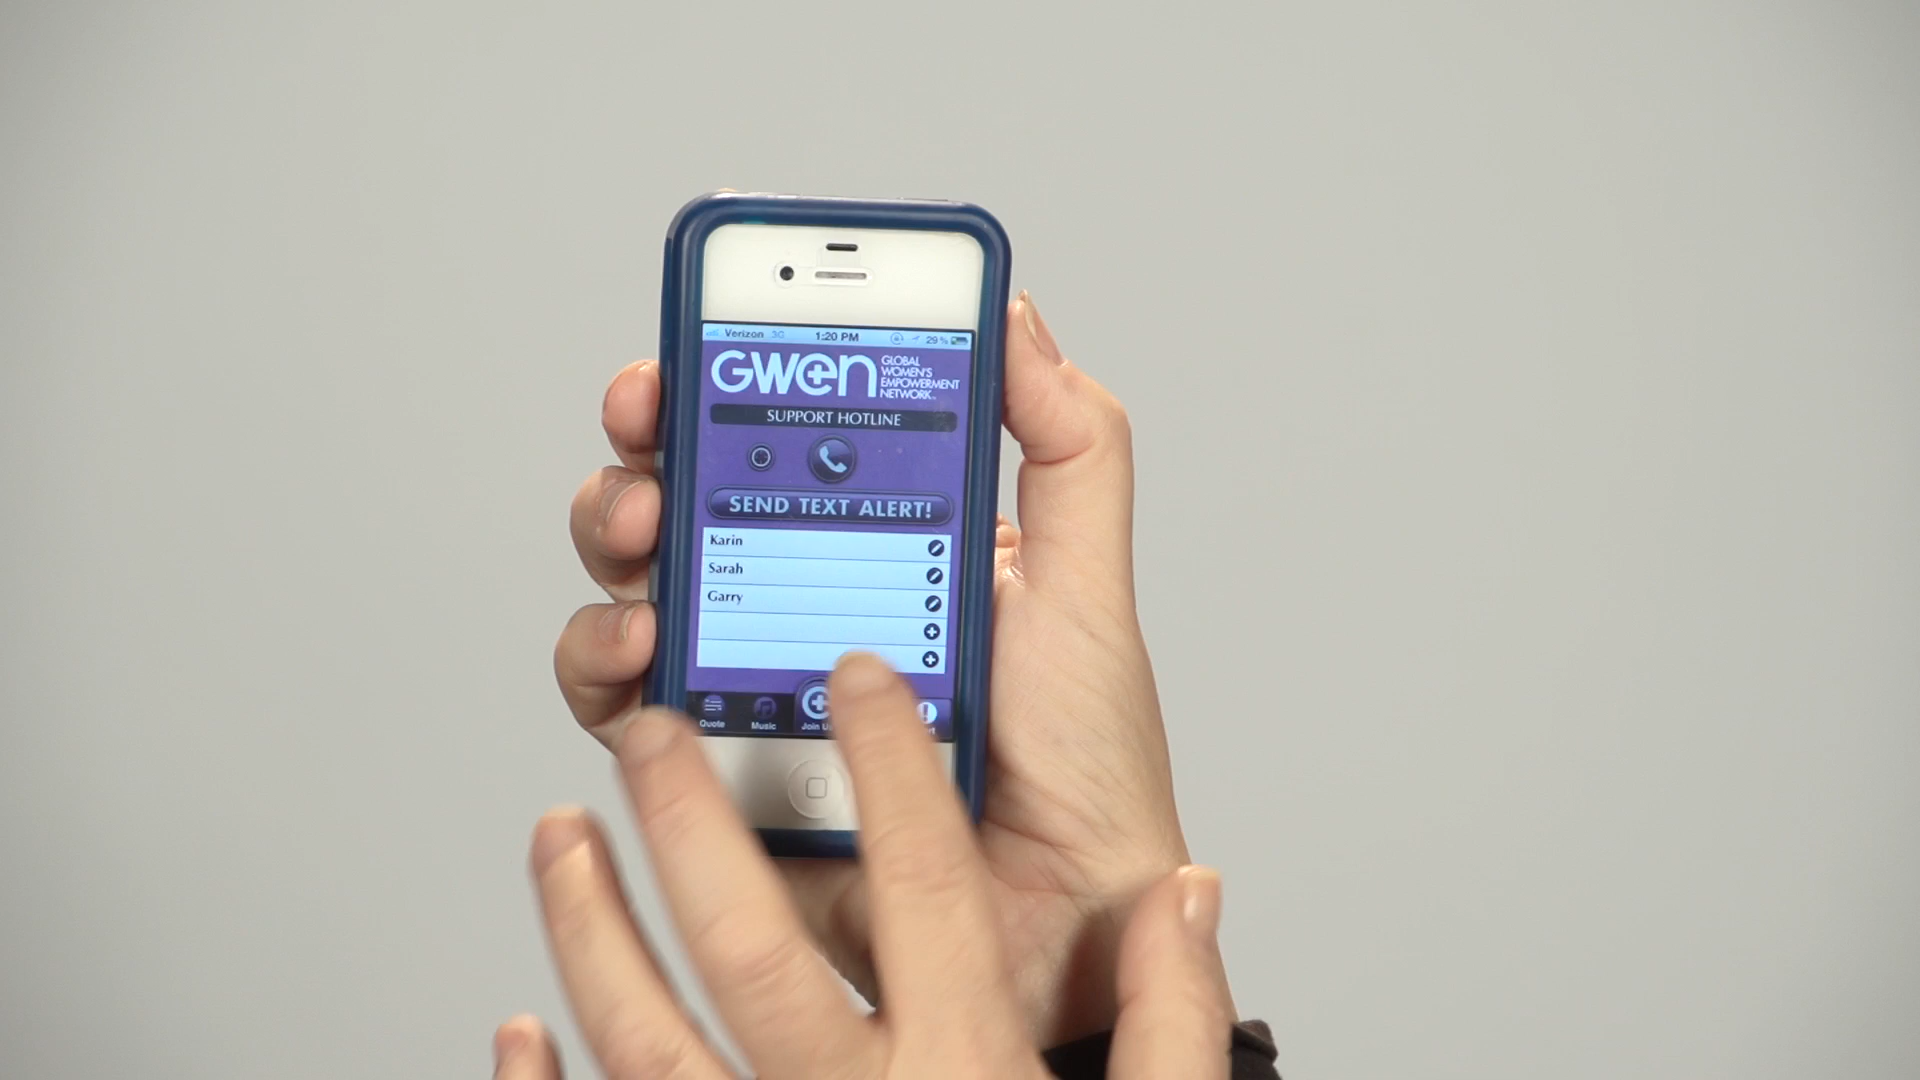 Verizon 3G 1:20 PM 29%
GWen GLOBAL
WOMEN'S
EMPOWERMENT
NETWORK
SUPPORT HOTLINE
SEND TEXT ALERT!
Karin
Sarah
Garry
Quote Music Join